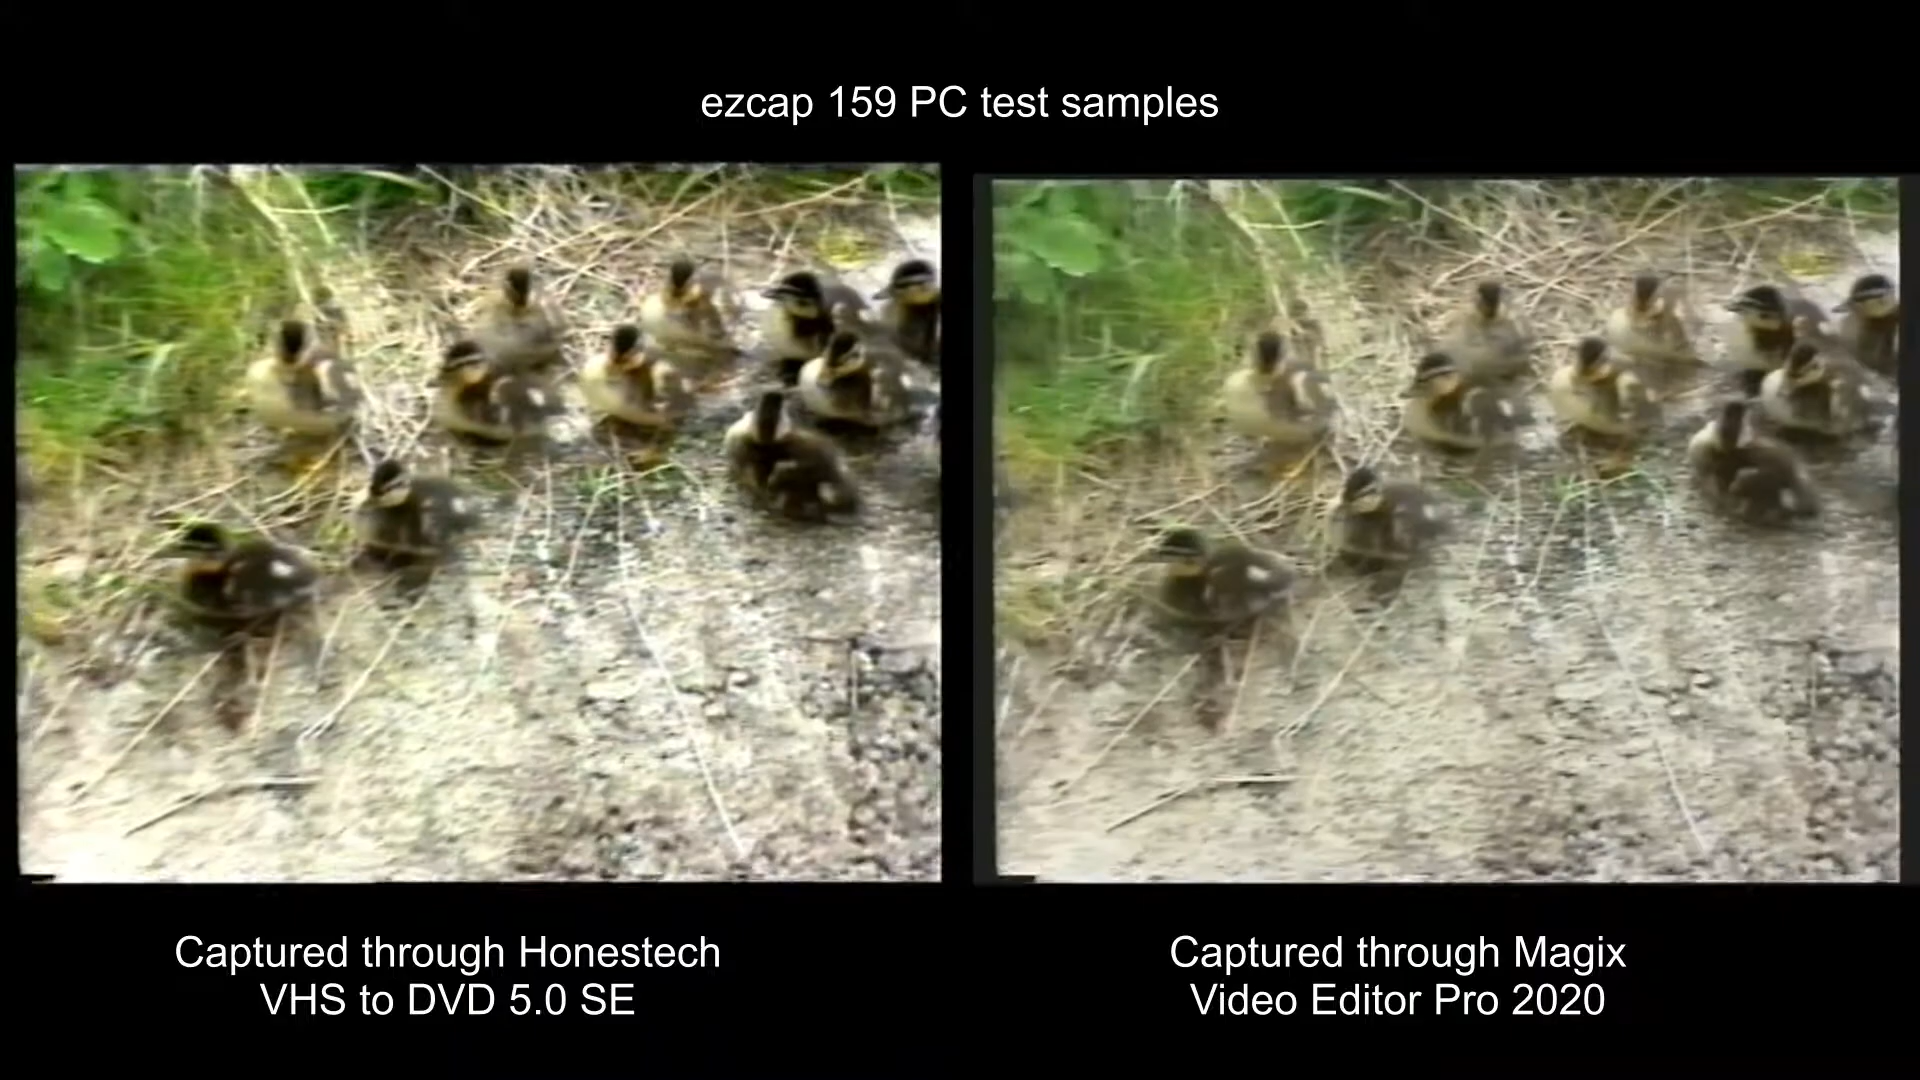 ezcap 159 PC test samples
Captured through Honestech
VHS to DVD 5.0 SE
Captured through Magix
Video Editor Pro 2020